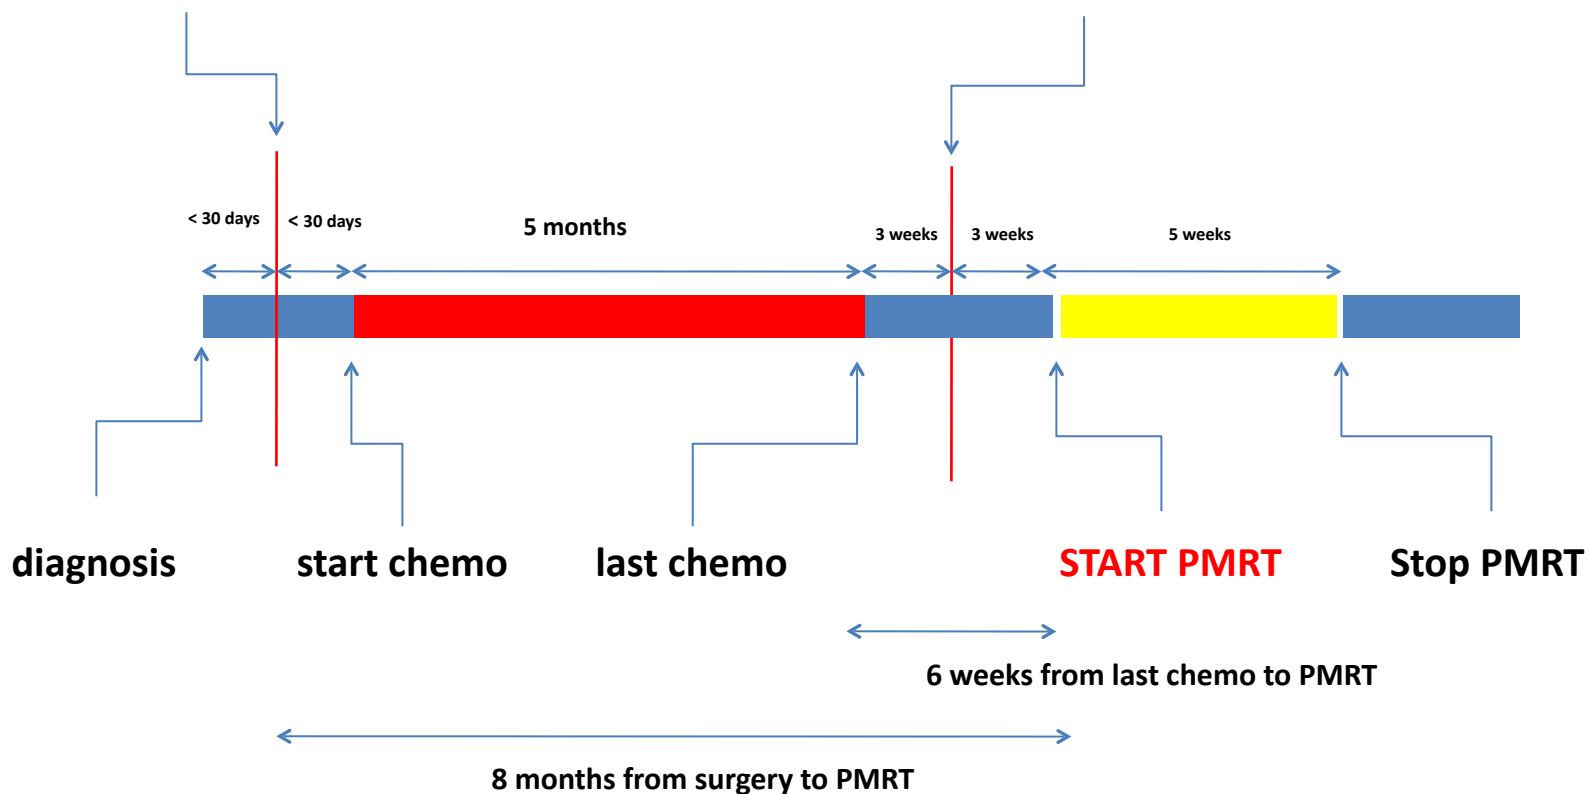 < 30 days
< 30 days
5 months
3 weeks
3 weeks
5 weeks
diagnosis
start chemo
last chemo
START PMRT
Stop PMRT
6 weeks from last chemo to PMRT
8 months from surgery to PMRT